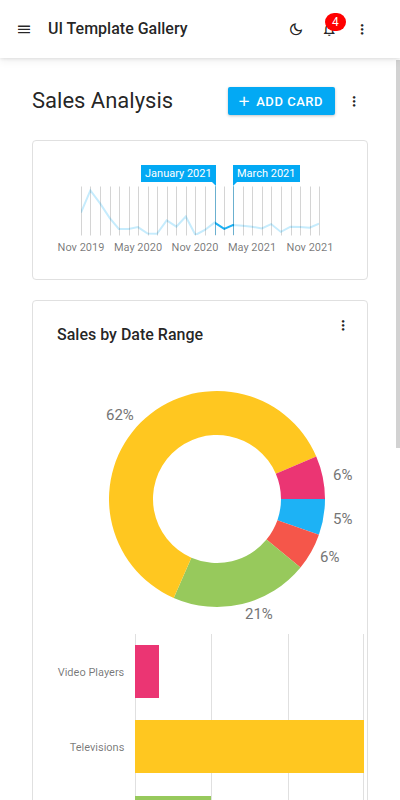 UI Template Gallery
4
Sales Analysis
ADD CARD
January 2021
March 2021
Nov 2019
May 2020
Nov 2020
May 2021
Nov 2021
Sales by Date Range
62%
6%
5%
6%
21%
Video Players
Televisions